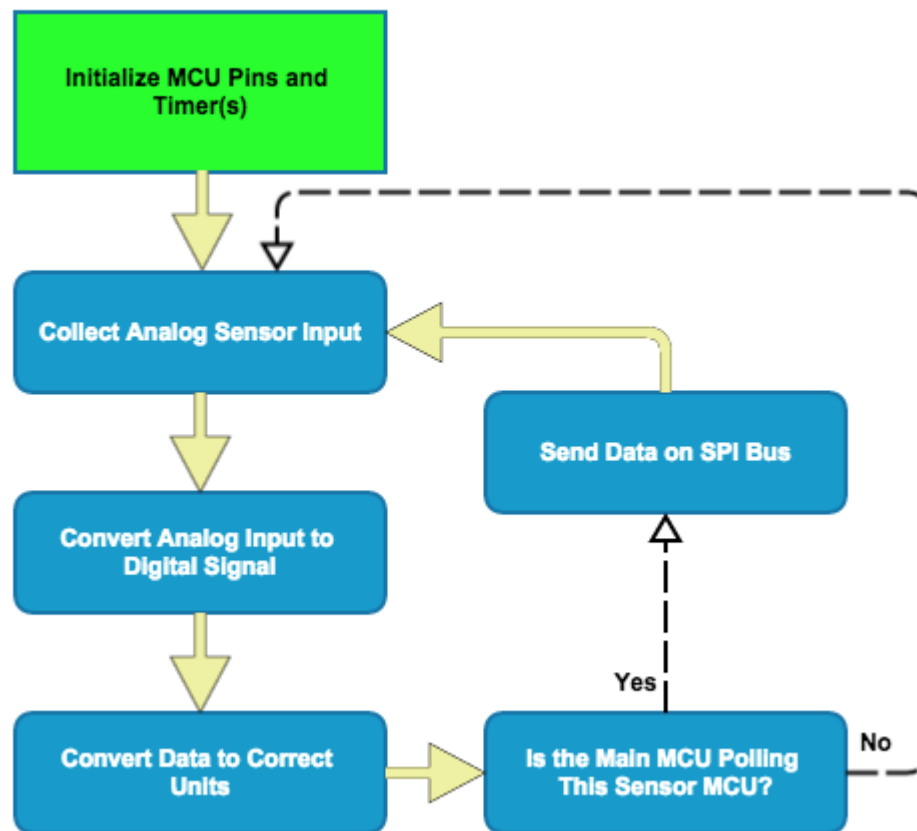 Initialize MCU Pins and
Timer(s)
Collect Analog Sensor Input
Send Data on SPI Bus
Convert Analog Input to
Digital Signal
Yes
Convert Data to Correct
Units
Is the Main MCU Polling
This Sensor MCU?
No